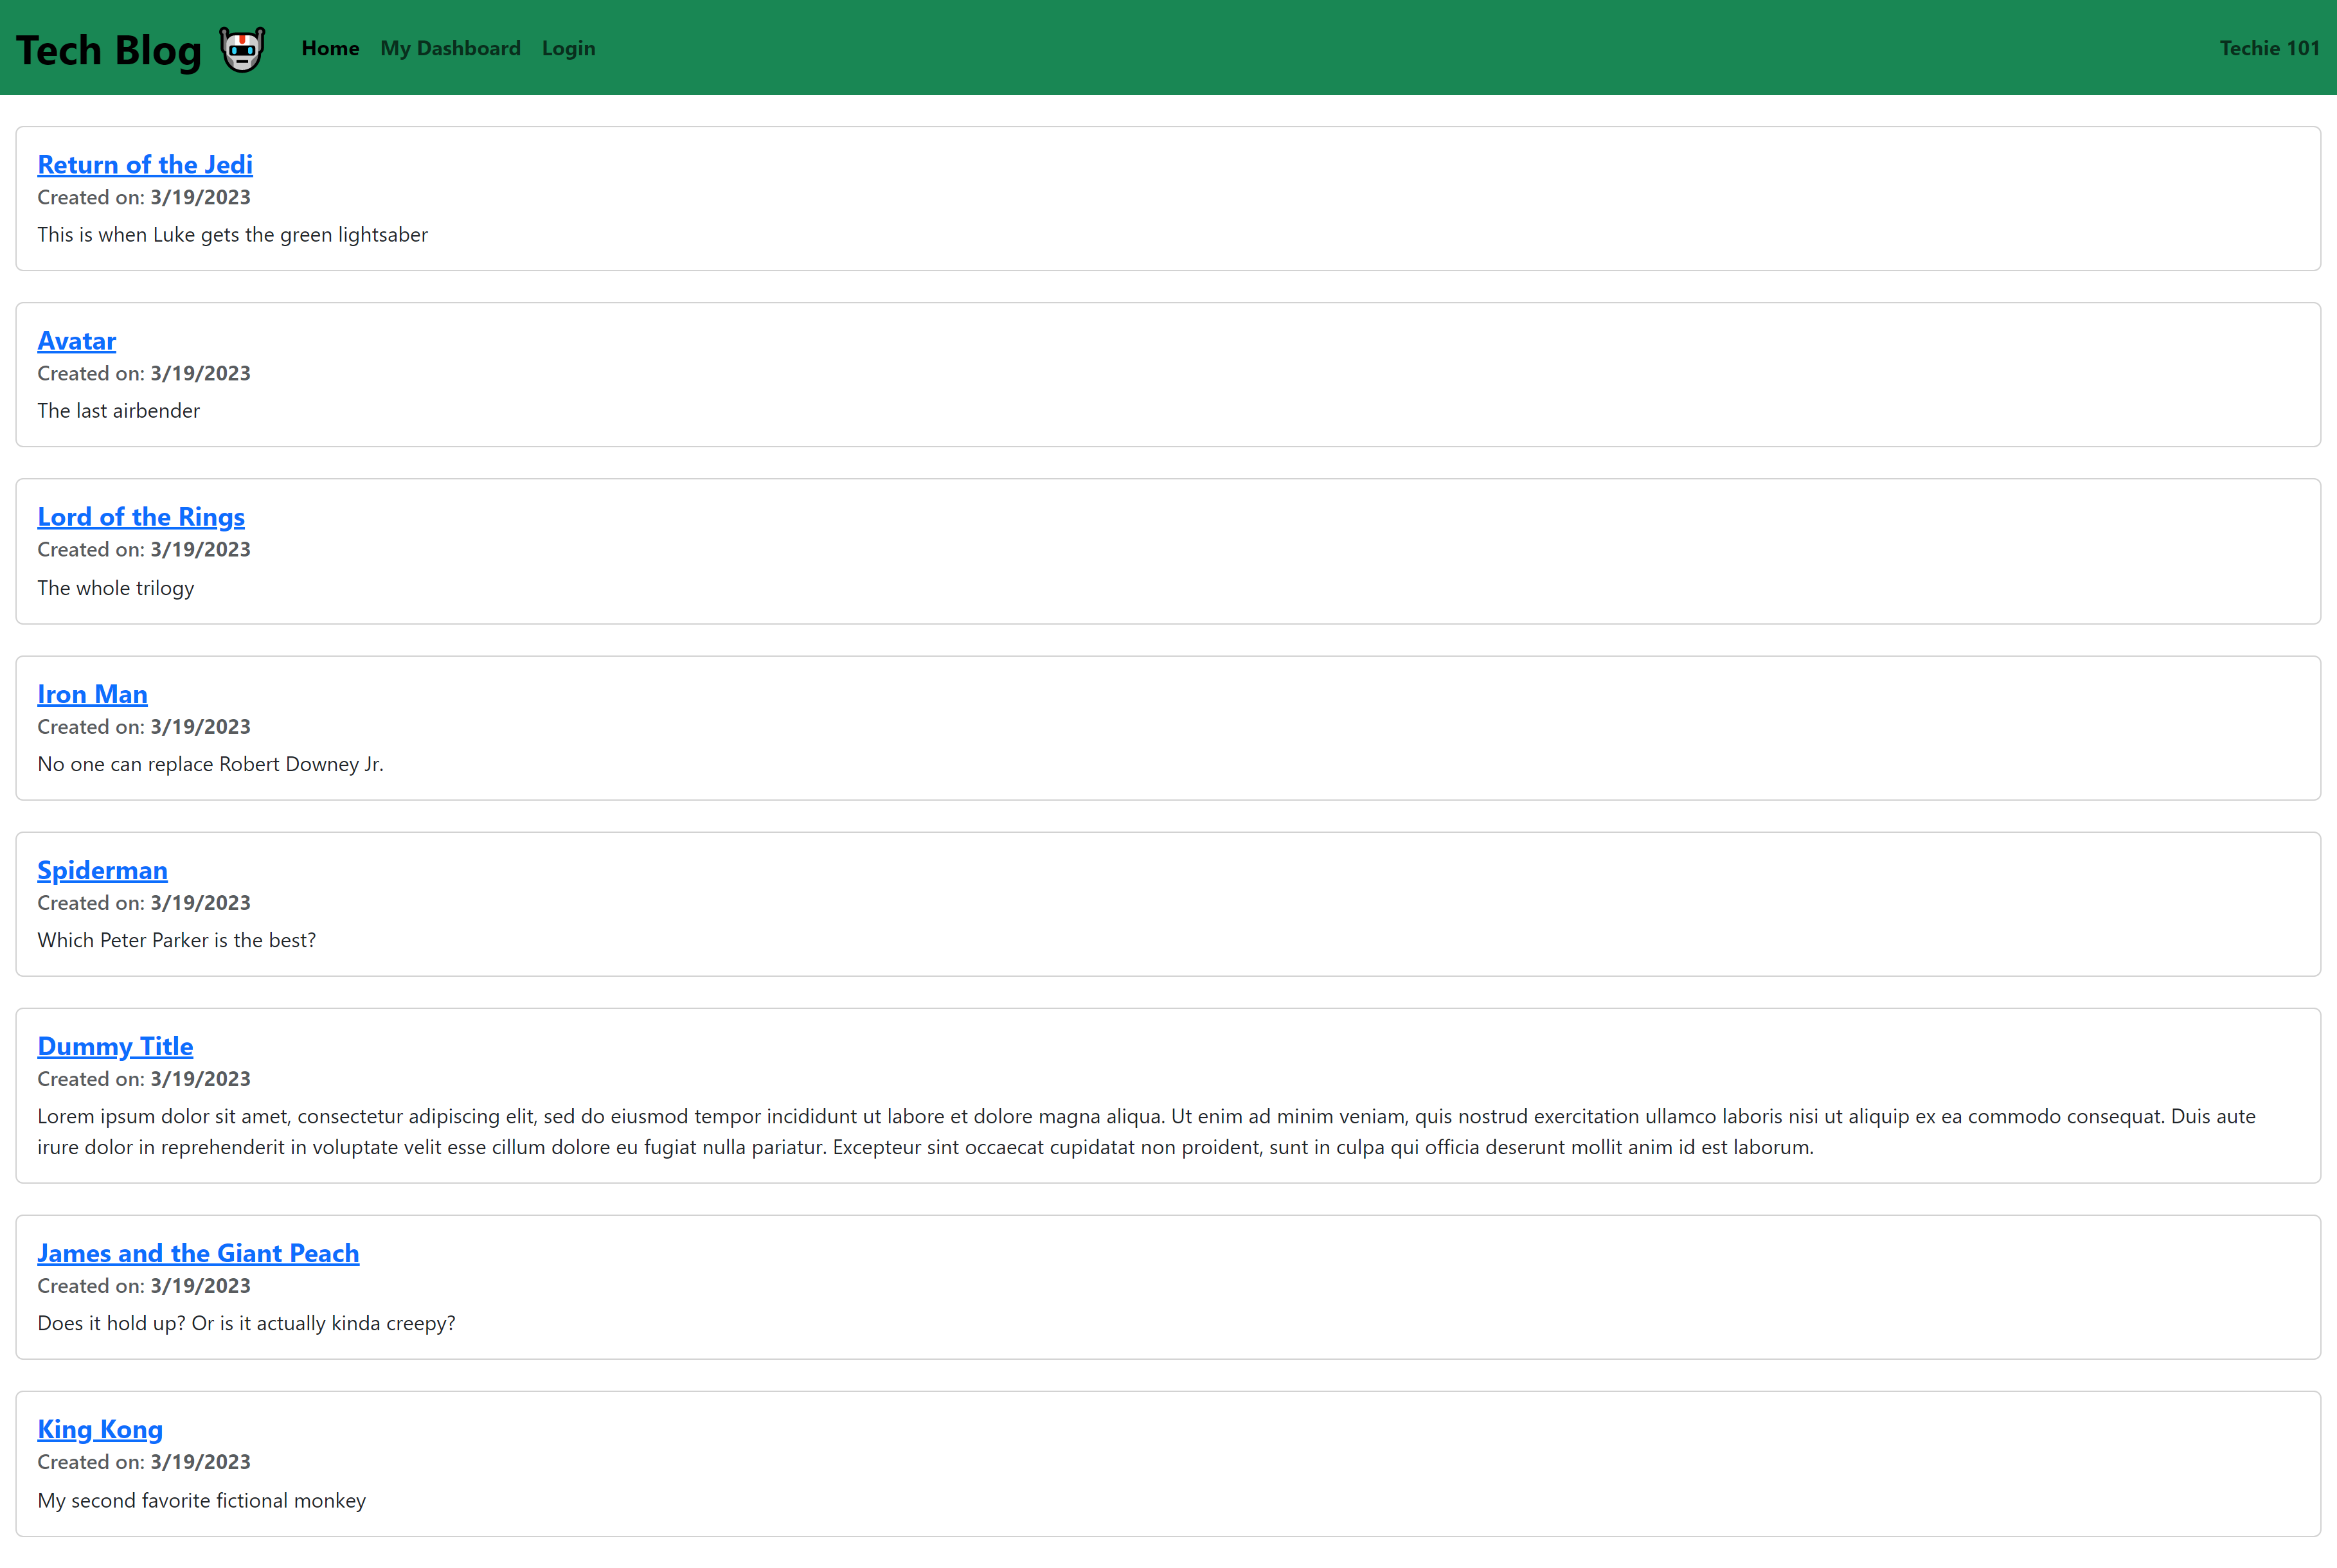 Tech Blog
Home My Dashboard Login
Techie 101
Return of the Jedi
Created on: 3/19/2023
This is when Luke gets the green lightsaber
Avatar
Created on: 3/19/2023
The last airbender
Lord of the Rings
Created on: 3/19/2023
The whole trilogy
Iron Man
Created on: 3/19/2023
No one can replace Robert Downey Jr.
Spiderman
Created on: 3/19/2023
Which Peter Parker is the best?
Dummy Title
Created on: 3/19/2023
Lorem ipsum dolor sit amet, consectetur adipiscing elit, sed do eiusmod tempor incididunt ut labore et dolore magna aliqua. Ut enim ad minim veniam, quis nostrud exercitation ullamco laboris nisi ut aliquip ex ea commodo consequat. Duis aute
irure dolor in reprehenderit in voluptate velit esse cillum dolore eu fugiat nulla pariatur. Excepteur sint occaecat cupidatat non proident, sunt in culpa qui officia deserunt mollit anim id est laborum.
James and the Giant Peach
Created on: 3/19/2023
Does it hold up? Or is it actually kinda creepy?
King Kong
Created on: 3/19/2023
My second favorite fictional monkey